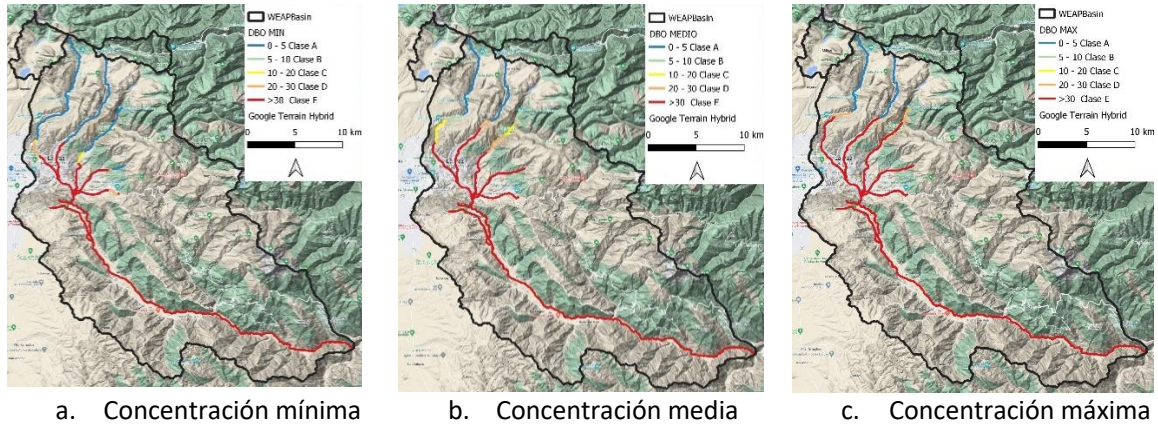 WEAPBasin
DBO MIN
0 - 5 Clase A
5 - 10 Clase B
10 - 20 Clase C
20 - 30 Clase D
>30 Clase E
Google Terrain Hybrid
0 5 10 km
WEAPBasin
DBO MEDIO
0 - 5 Clase A
5 - 10 Clase B
10 - 20 Clase C
20 - 30 Clase D
>30 Clase E
Google Terrain Hybrid
0 5 10 km
WEAPBasin
DBO MAX
0 - 5 Clase A
5 - 10 Clase B
10 - 20 Clase C
20 - 30 Clase D
>30 Clase E
Google Terrain Hybrid
0 5 10 km
a. Concentración mínima
b. Concentración media
c. Concentración máxima